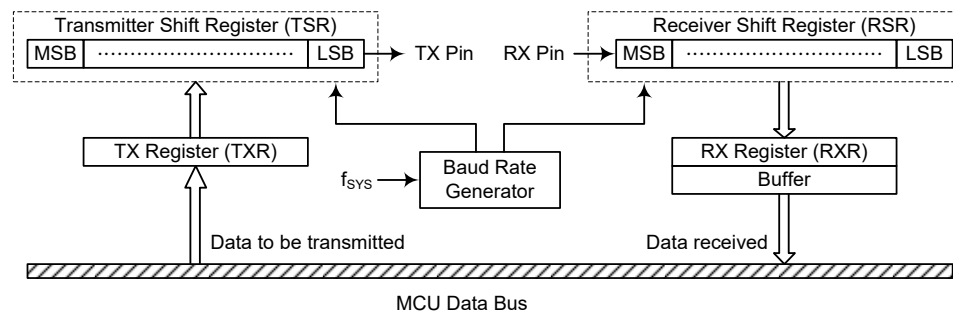 Transmitter Shift Register (TSR)
Receiver Shift Register (RSR)
MSB ………………………… LSB
TX Pin
RX Pin
MSB ………………………… LSB
TX Register (TXR)
RX Register (RXR)
Buffer
fSYS
Baud Rate
Generator
Data to be transmitted
Data received
MCU Data Bus